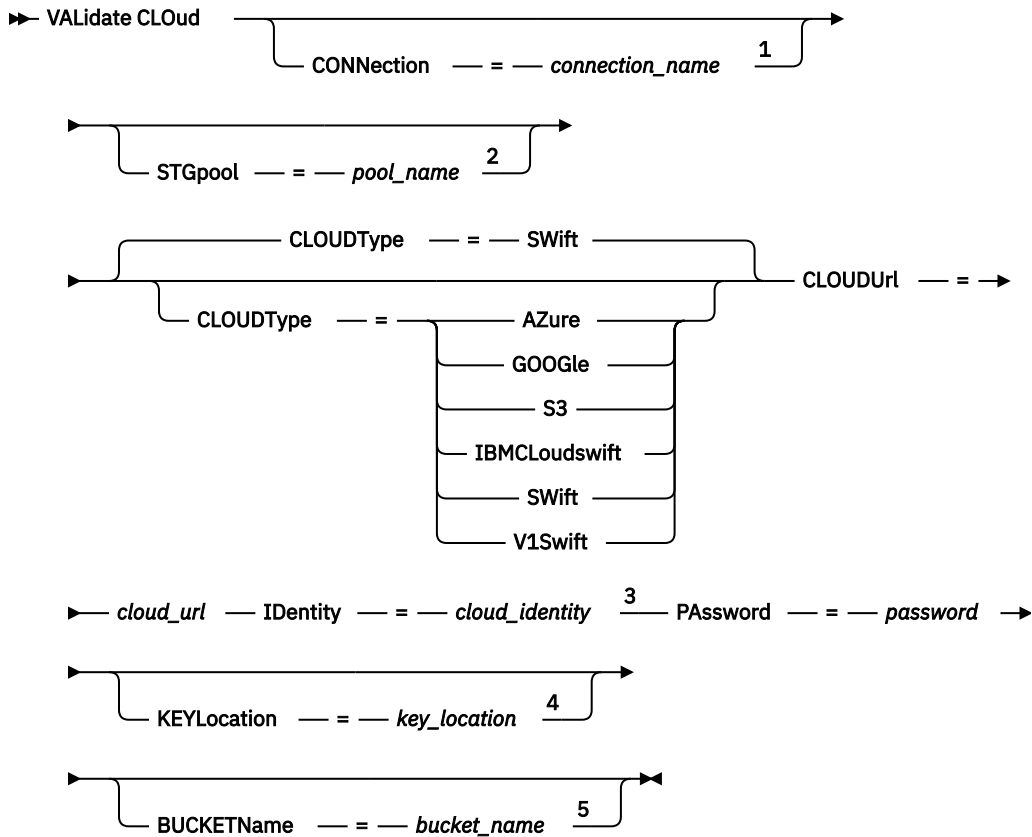 VALidate CLOud
CONNection = connection_name 1
STGpool = pool_name 2
CLOUDType = SWift
CLOUDUrl =
CLOUDType = AZure
GOOGle
S3
IBMCLoudswift
SWift
V1Swift
cloud_url IDentity = cloud_identity 3 PAssword = password
KEYLocation = key_location 4
BUCKETName = bucket_name 5